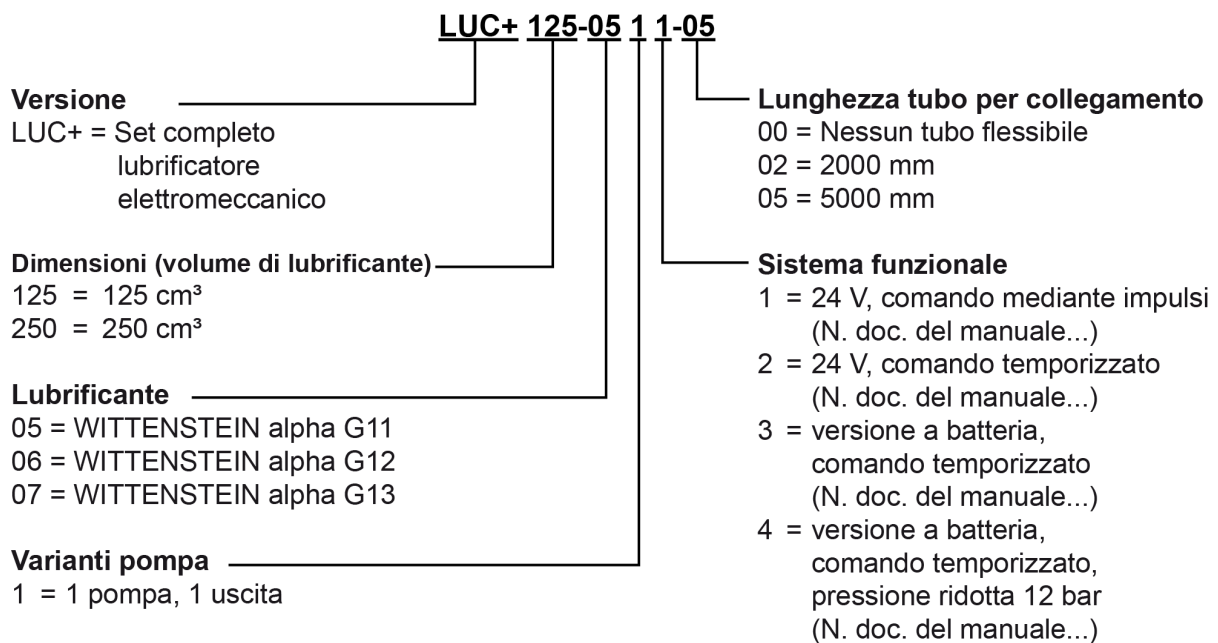 LUC+ 125-05 1 1-05
Versione
LUC+ = Set completo
lubrificatore
elettromeccanico
Dimensioni (volume di lubrificante)
125 = 125 cm³
250 = 250 cm³
Lubrificante
05 = WITTENSTEIN alpha G11
06 = WITTENSTEIN alpha G12
07 = WITTENSTEIN alpha G13
Varianti pompa
1 = 1 pompa, 1 uscita
Lunghezza tubo per collegamento
00 = Nessun tubo flessibile
02 = 2000 mm
05 = 5000 mm
Sistema funzionale
1 = 24 V, comando mediante impulsi
(N. doc. del manuale...)
2 = 24 V, comando temporizzato
(N. doc. del manuale...)
3 = versione a batteria,
comando temporizzato
(N. doc. del manuale...)
4 = versione a batteria,
comando temporizzato,
pressione ridotta 12 bar
(N. doc. del manuale...)